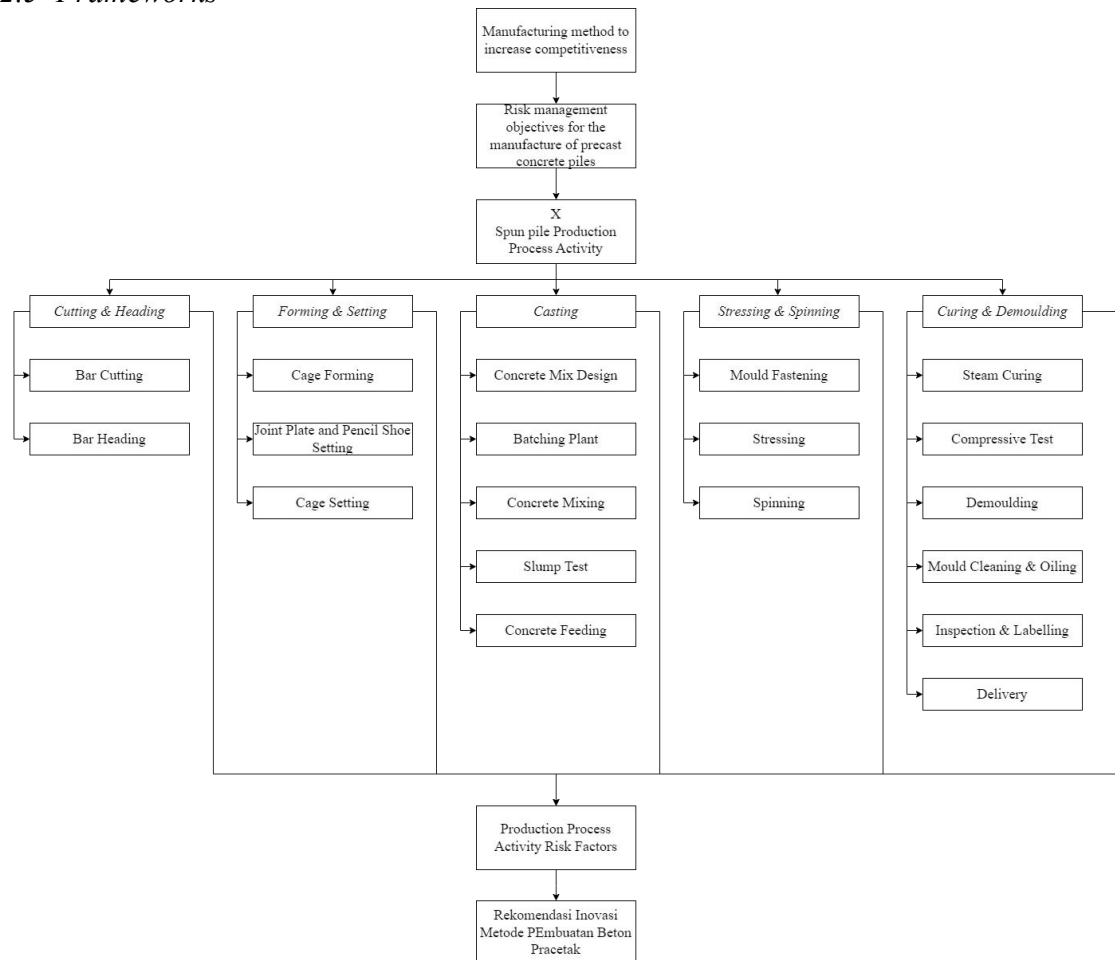 2.3 Frameworks
Manufacturing method to
increase competitiveness
Risk management
objectives for the
manufacture of precast
concrete piles
X
Spun pile Production
Process Activity
Cutting & Heading
Bar Cutting
Bar Heading
Forming & Setting
Cage Forming
Joint Plate and Pencil Shoe
Setting
Cage Setting
Casting
Concrete Mix Design
Batching Plant
Concrete Mixing
Slump Test
Concrete Feeding
Stressing & Spinning
Mould Fastening
Stressing
Spinning
Curing & Demoulding
Steam Curing
Compressive Test
Demoulding
Mould Cleaning & Oiling
Inspection & Labelling
Delivery
Production Process
Activity Risk Factors
Rekomendasi Inovasi
Metode PEmbuatan Beton
Pracetak